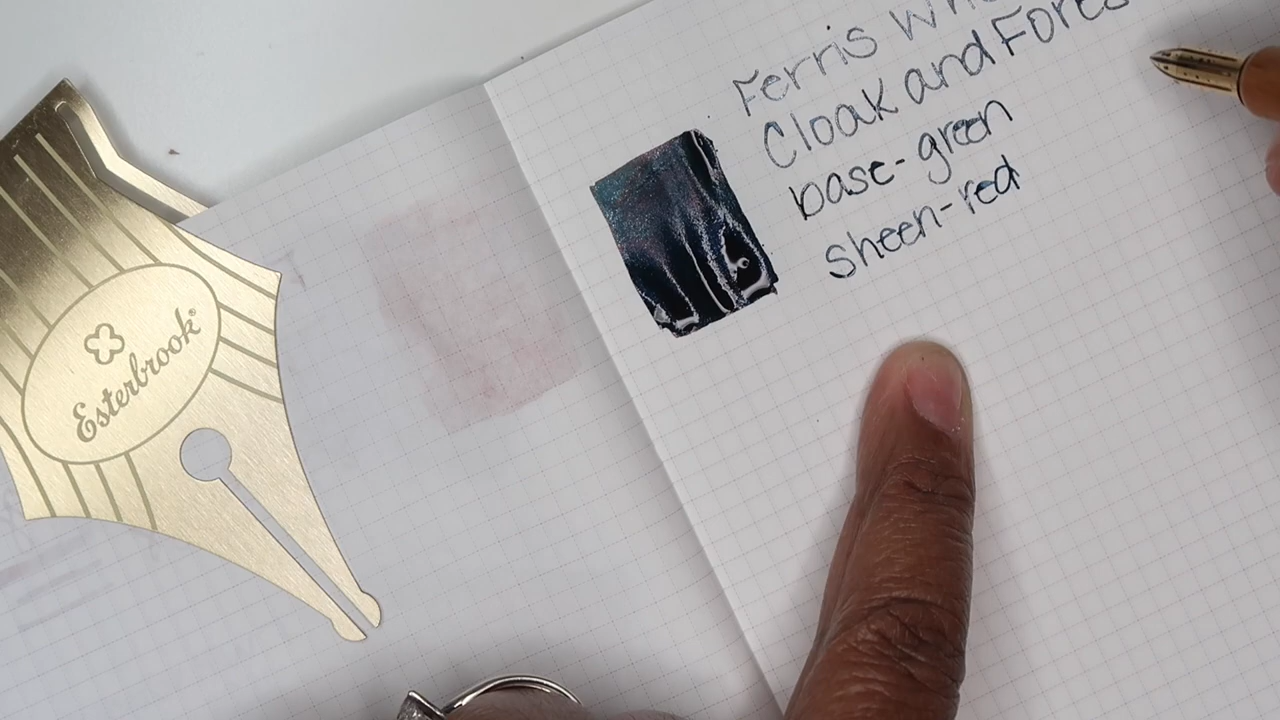 Ferris
Cloak and
base-green
sheen-red
Esterbrook®